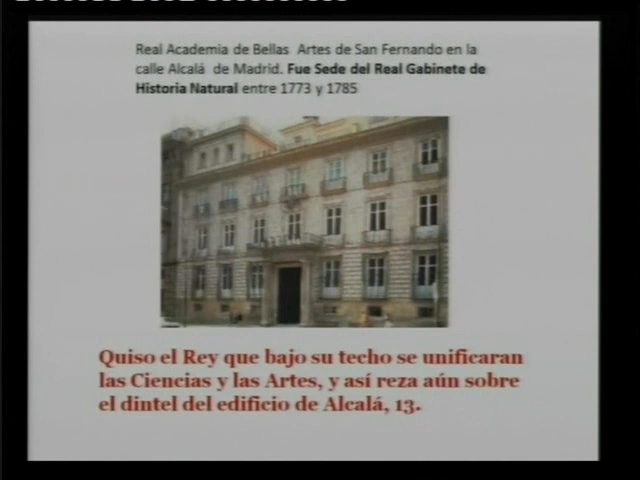 Real Academia de Bellas Artes de San Fernando en la
calle Alcalá de Madrid. Fue Sede del Real Gabinete de
Historia Natural entre 1773 y 1785
Quiso el Rey que bajo su techo se unificaran
las Ciencias y las Artes, y así reza aún sobre
el dintel del edificio de Alcalá, 13.